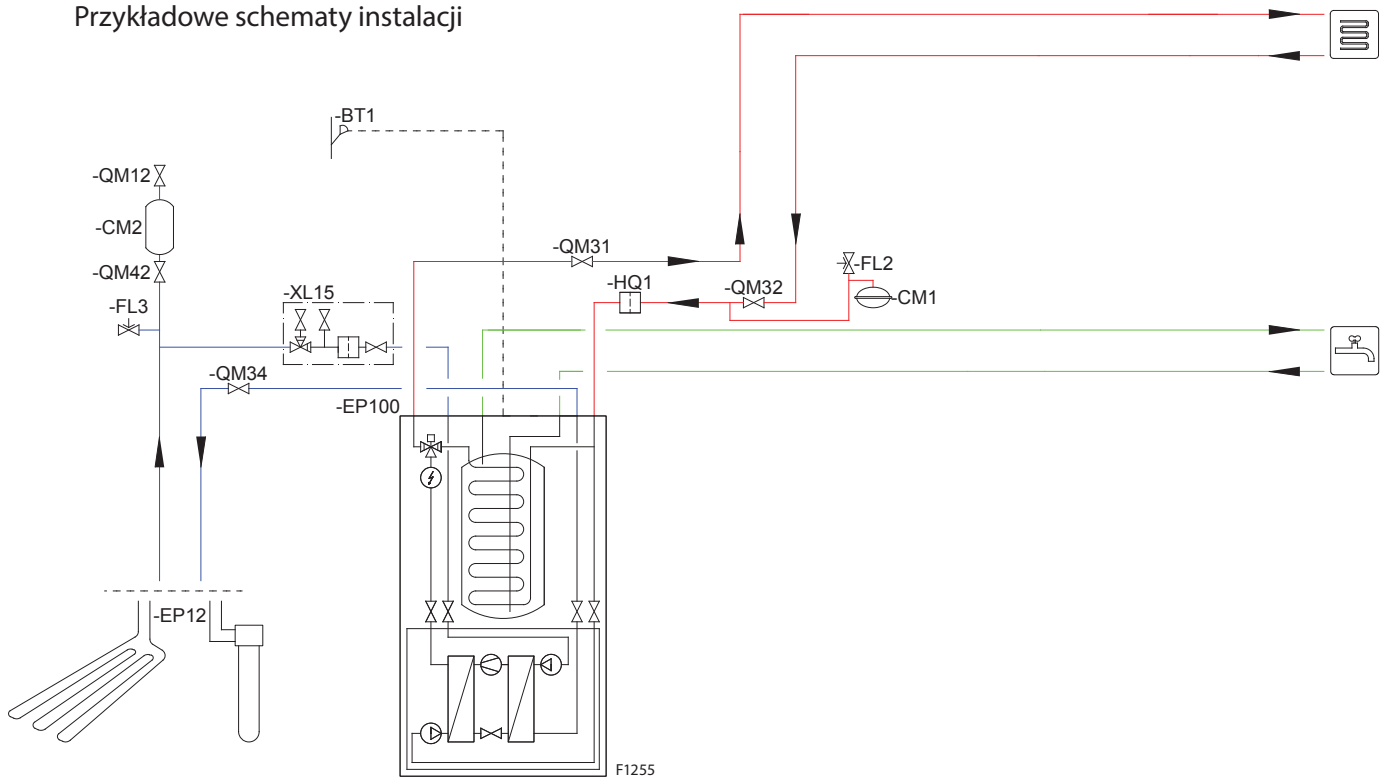 Przykładowe schematy instalacji
-BT1
-QM12
-CM2
-QM31
-FL2
-QM42
-HQ1
-QM32
-XL15
-CM1
-FL3
-QM34
-EP100
-EP12
F1255